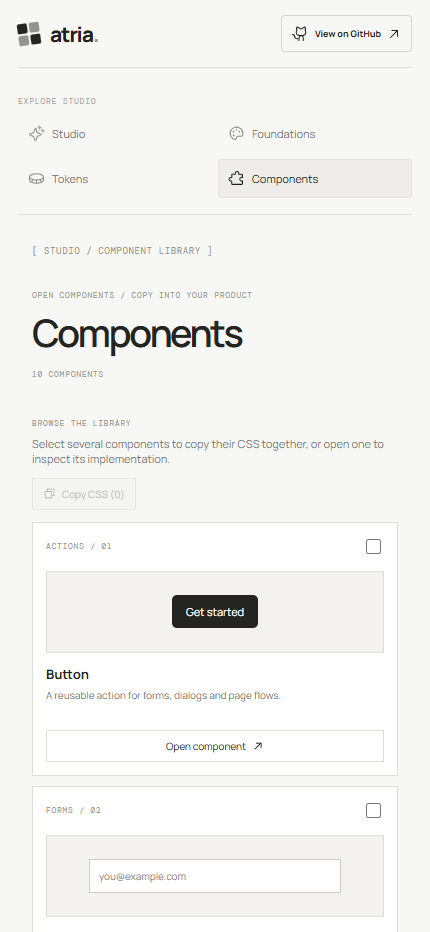 atria.
View on GitHub
EXPLORE STUDIO
Studio
Foundations
Tokens
Components
[ STUDIO / COMPONENT LIBRARY ]
OPEN COMPONENTS / COPY INTO YOUR PRODUCT
Components
10 COMPONENTS
BROWSE THE LIBRARY
Select several components to copy their CSS together, or open one to
inspect its implementation.
Copy CSS (0)
ACTIONS / 01
Get started
Button
A reusable action for forms, dialogs and page flows.
Open component
FORMS / 02
you@example.com